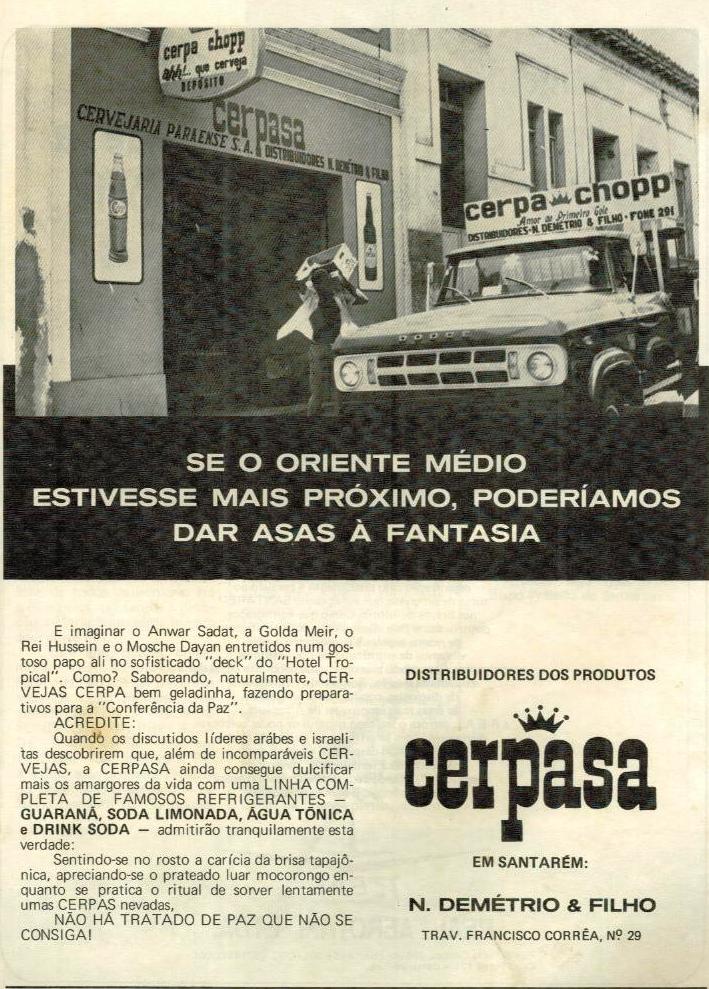 cerpa chopp
ahh!.. que cerveja
DEPÓSITO
cerpasa
CERVEJARIA PARAENSE S.A.
DISTRIBUIDORES N. DEMÉTRIO & FILHO
cerpa chopp
Amor ao Primeiro Gole
DISTRIBUIDORES-N. DEMÉTRIO & FILHO-FONE 291
DODGE
SE O ORIENTE MÉDIO
ESTIVESSE MAIS PRÓXIMO, PODERÍAMOS
DAR ASAS À FANTASIA
E imaginar o Anwar Sadat, a Golda Meir, o
Rei Hussein e o Mosche Dayan entretidos num gos-
toso papo ali no sofisticado "deck" do "Hotel Tro-
pical". Como? Saboreando, naturalmente, CER-
VEJAS CERPA bem geladinha, fazendo prepara-
tivos para a "Conferência da Paz".
ACREDITE:
Quando os discutidos líderes arábes e israeli-
tas descobrirem que, além de incomparáveis CER-
VEJAS, a CERPASA ainda consegue dulcificar
mais os amargores da vida com uma LINHA COM-
PLETA DE FAMOSOS REFRIGERANTES —
GUARANÁ, SODA LIMONADA, ÁGUA TÔNICA
e DRINK SODA — admitirão tranquilamente esta
verdade:
Sentindo-se no rosto a carícia da brisa tapajô-
nica, apreciando-se o prateado luar mocorongo en-
quanto se pratica o ritual de sorver lentamente
umas CERPAS nevadas,
NÃO HÁ TRATADO DE PAZ QUE NÃO SE
CONSIGA!
DISTRIBUIDORES DOS PRODUTOS
cerpasa
EM SANTARÉM:
N. DEMÉTRIO & FILHO
TRAV. FRANCISCO CORRÊA, Nº 29